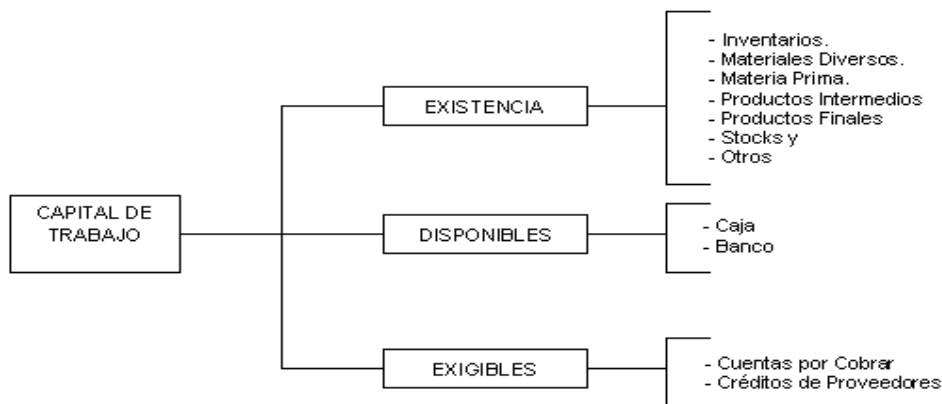 CAPITAL DE
TRABAJO
EXISTENCIA
- Inventarios.
- Materiales Diversos.
- Materia Prima.
- Productos Intermedios
- Productos Finales
- Stocks y
- Otros
DISPONIBLES
- Caja
- Banco
EXIGIBLES
- Cuentas por Cobrar
- Créditos de Proveedores